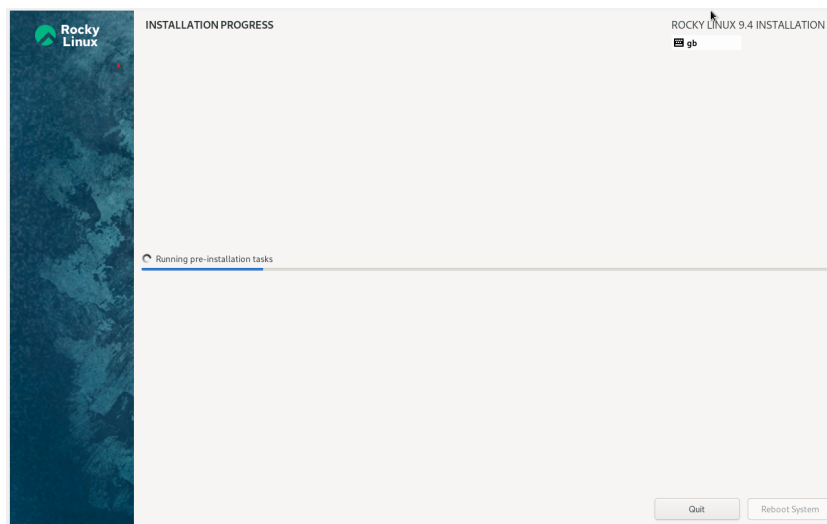 Rocky
Linux
INSTALLATION PROGRESS
ROCKY LINUX 9.4 INSTALLATION
gb
Running pre-installation tasks
Quit
Reboot System